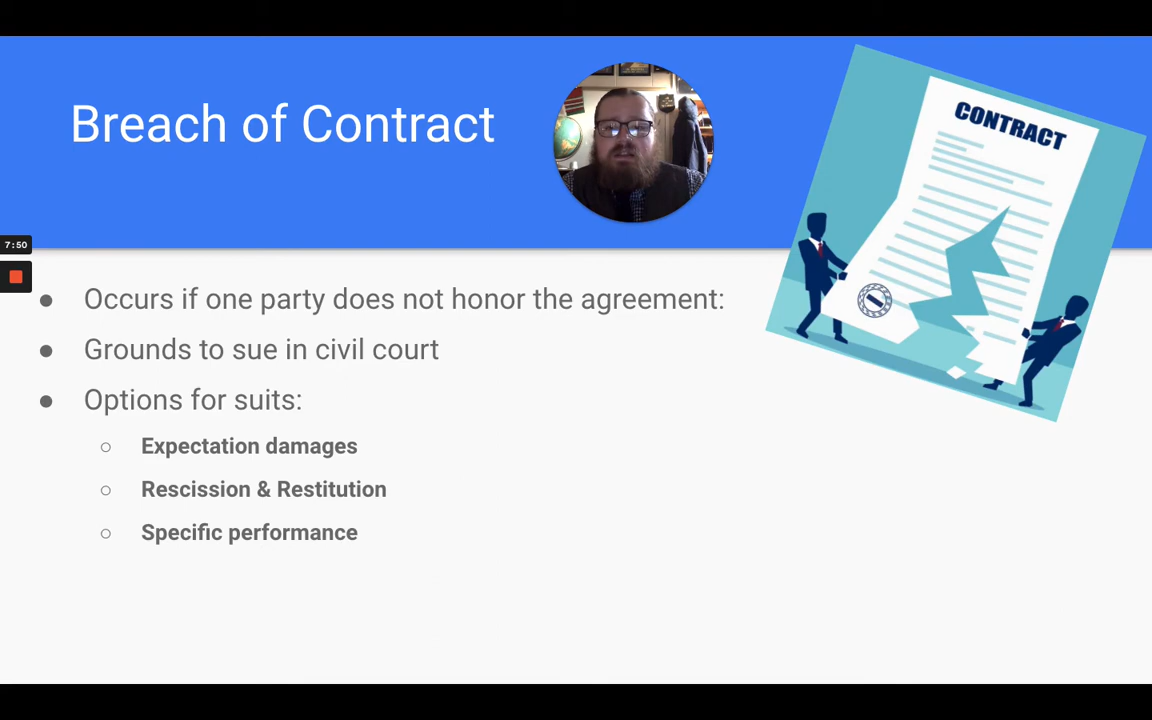 Breach of Contract
CONTRACT
7:50
Occurs if one party does not honor the agreement:
Grounds to sue in civil court
Options for suits:
Expectation damages
Rescission & Restitution
Specific performance